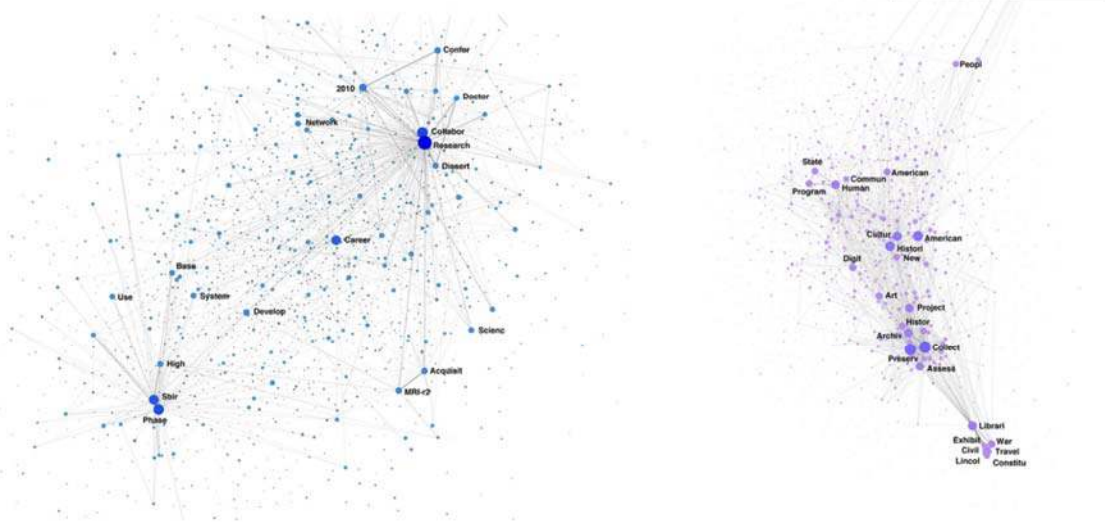 Confer
2010
Doctor
Network
Collabor
Research
Dissert
Career
Base
Use
System
Develop
Scienc
High
Acquisit
MRI-r2
Sbir
Phase
Peopl
State
American
Commun
Program
Human
Cultur
American
Histori
New
Digit
Art
Project
Histor
Archiv
Collect
Preserv
Assess
Librari
Exhibit
War
Civil
Travel
Lincol
Constitu